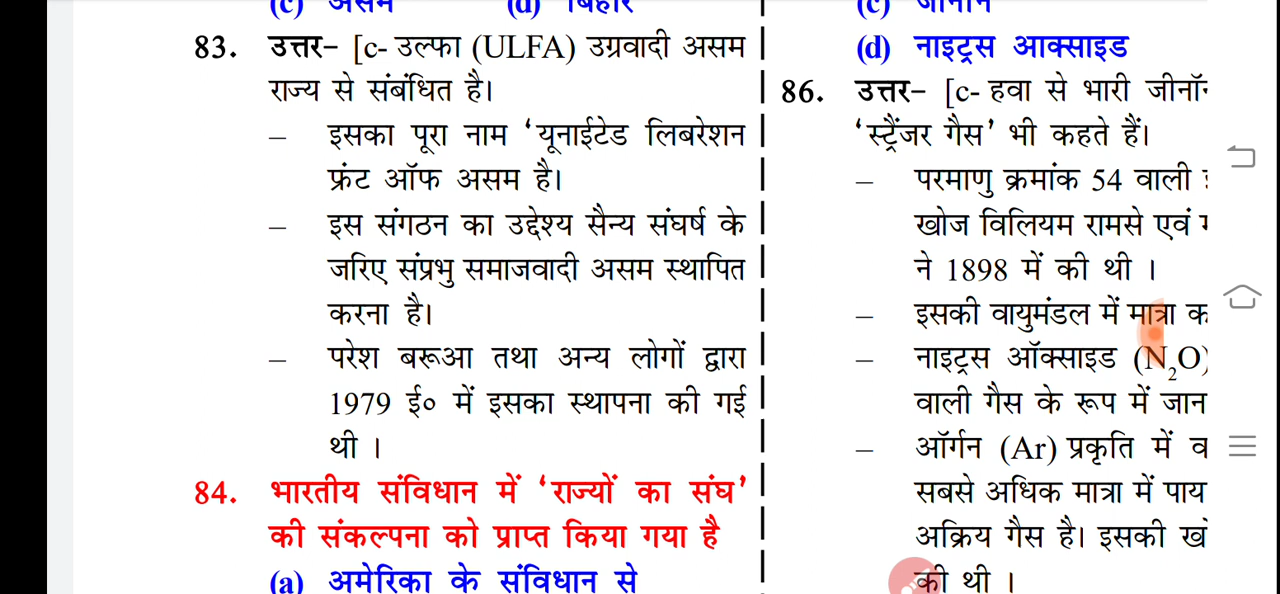 (c) असम (d) बिहार
83. उत्तर– [c- उल्फा (ULFA) उग्रवादी असम
राज्य से संबंधित है।
– इसका पूरा नाम ‘यूनाईटेड लिबरेशन
फ्रंट ऑफ असम है।
– इस संगठन का उद्देश्य सैन्य संघर्ष के
जरिए संप्रभु समाजवादी असम स्थापित
करना है।
– परेश बरूआ तथा अन्य लोगों द्वारा
1979 ई० में इसका स्थापना की गई
थी ।
84. भारतीय संविधान में ‘राज्यों का संघ’
की संकल्पना को प्राप्त किया गया है
(a) अमेरिका के संविधान से
(c) जीनॉन
(d) नाइट्रस आक्साइड
86. उत्तर– [c- हवा से भारी
‘स्ट्रैंजर गैस’ भी कहते हैं।
– परमाणु क्रमांक 54 वाली
खोज विलियम रामसे एवं
ने 1898 में की थी ।
– इसकी वायुमंडल में मात्रा
– नाइट्रस ऑक्साइड (N₂O)
वाली गैस के रूप में
– ऑर्गन (Ar) प्रकृति में
सबसे अधिक मात्रा में
अक्रिय गैस है। इसकी
की थी ।